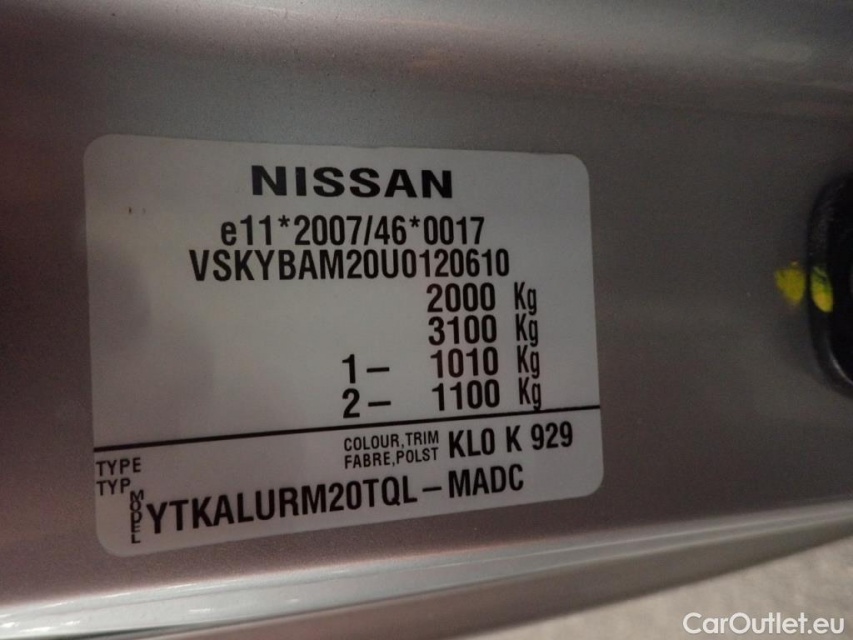 NISSAN
e11*2007/46*0017
VSKYBAM20U0120610
2000 Kg
3100 Kg
1– 1010 Kg
2– 1100 Kg
TYPE
TYP
COLOUR,TRIM
FABRE,POLST
KL0 K 929
MODEL
YTKALURM20TQL–MADC
CarOutlet.eu